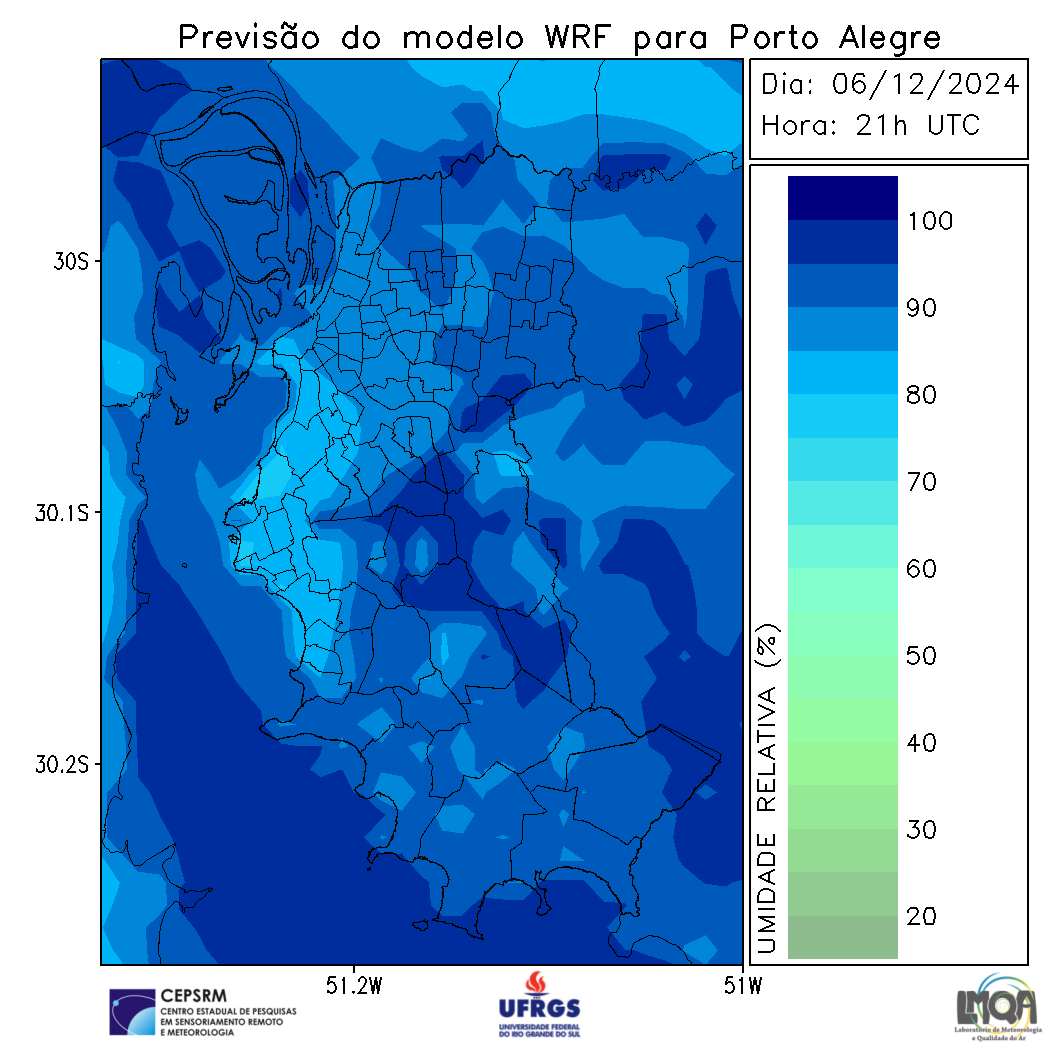 Previsão do modelo WRF para Porto Alegre
Dia: 06/12/2024
Hora: 21h UTC
30S
30.1S
30.2S
51.2W
51W
100
90
80
70
60
50
40
30
20
UMIDADE RELATIVA (%)
CEPSRM
CENTRO ESTADUAL DE PESQUISAS
EM SENSORIAMENTO REMOTO
E METEOROLOGIA
UFRGS
UNIVERSIDADE FEDERAL
DO RIO GRANDE DO SUL
LMQA
Laboratório de Meteorologia
e Qualidade do Ar